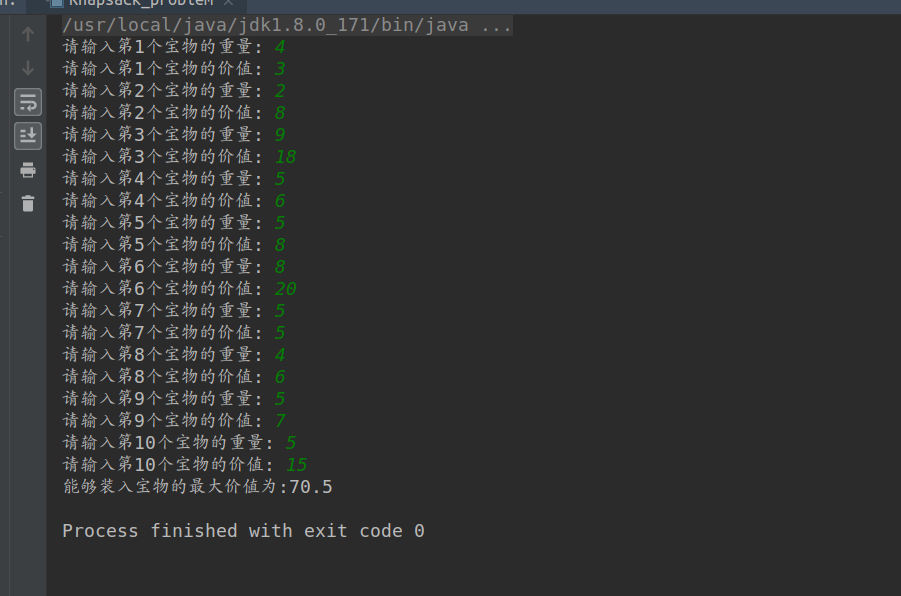 Knapsack_problem
/usr/local/java/jdk1.8.0_171/bin/java ...
请输入第1个宝物的重量: 4
请输入第1个宝物的价值: 3
请输入第2个宝物的重量: 2
请输入第2个宝物的价值: 8
请输入第3个宝物的重量: 9
请输入第3个宝物的价值: 18
请输入第4个宝物的重量: 5
请输入第4个宝物的价值: 6
请输入第5个宝物的重量: 5
请输入第5个宝物的价值: 8
请输入第6个宝物的重量: 8
请输入第6个宝物的价值: 20
请输入第7个宝物的重量: 5
请输入第7个宝物的价值: 5
请输入第8个宝物的重量: 4
请输入第8个宝物的价值: 6
请输入第9个宝物的重量: 5
请输入第9个宝物的价值: 7
请输入第10个宝物的重量: 5
请输入第10个宝物的价值: 15
能够装入宝物的最大价值为:70.5
Process finished with exit code 0